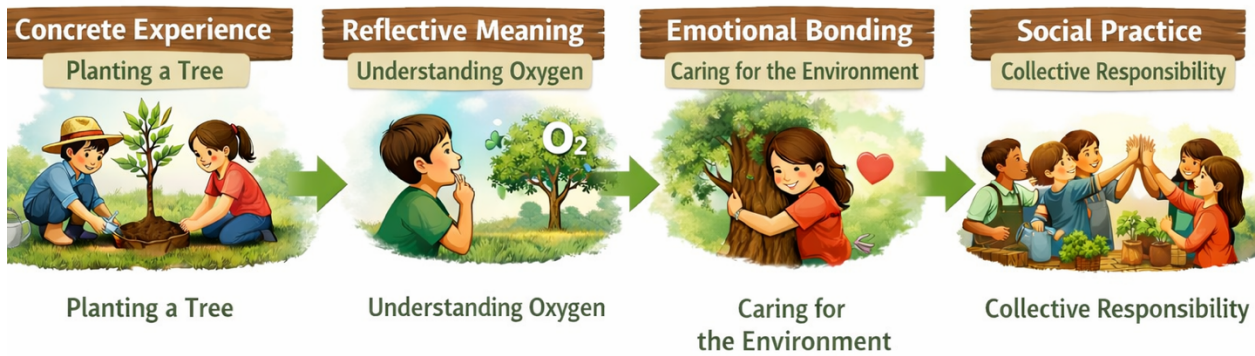 Concrete Experience
Planting a Tree
Planting a Tree
Reflective Meaning
Understanding Oxygen
O₂
Understanding Oxygen
Emotional Bonding
Caring for the Environment
Caring for
the Environment
Social Practice
Collective Responsibility
Collective Responsibility